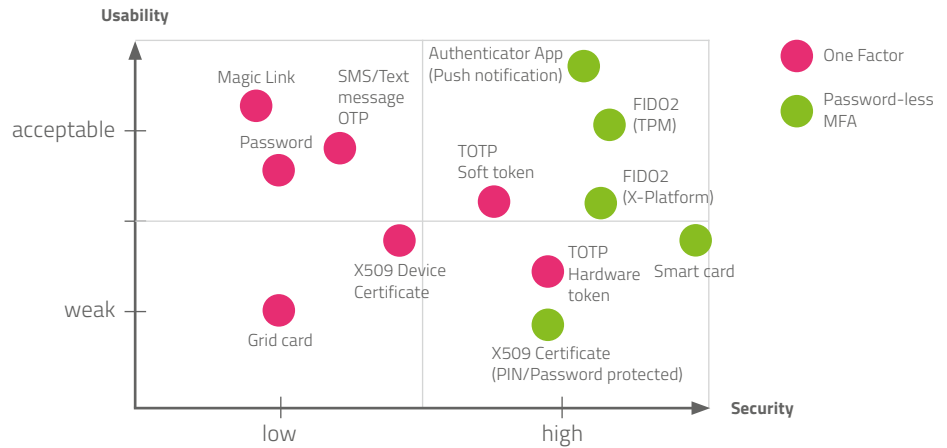 Usability
Authenticator App
(Push notification)
One Factor
Magic Link
SMS/Text
message
OTP
FIDO2
(TPM)
Password-less
MFA
acceptable
Password
TOTP
Soft token
FIDO2
(X-Platform)
X509 Device
Certificate
TOTP
Hardware
token
Smart card
weak
Grid card
X509 Certificate
(PIN/Password protected)
Security
low
high